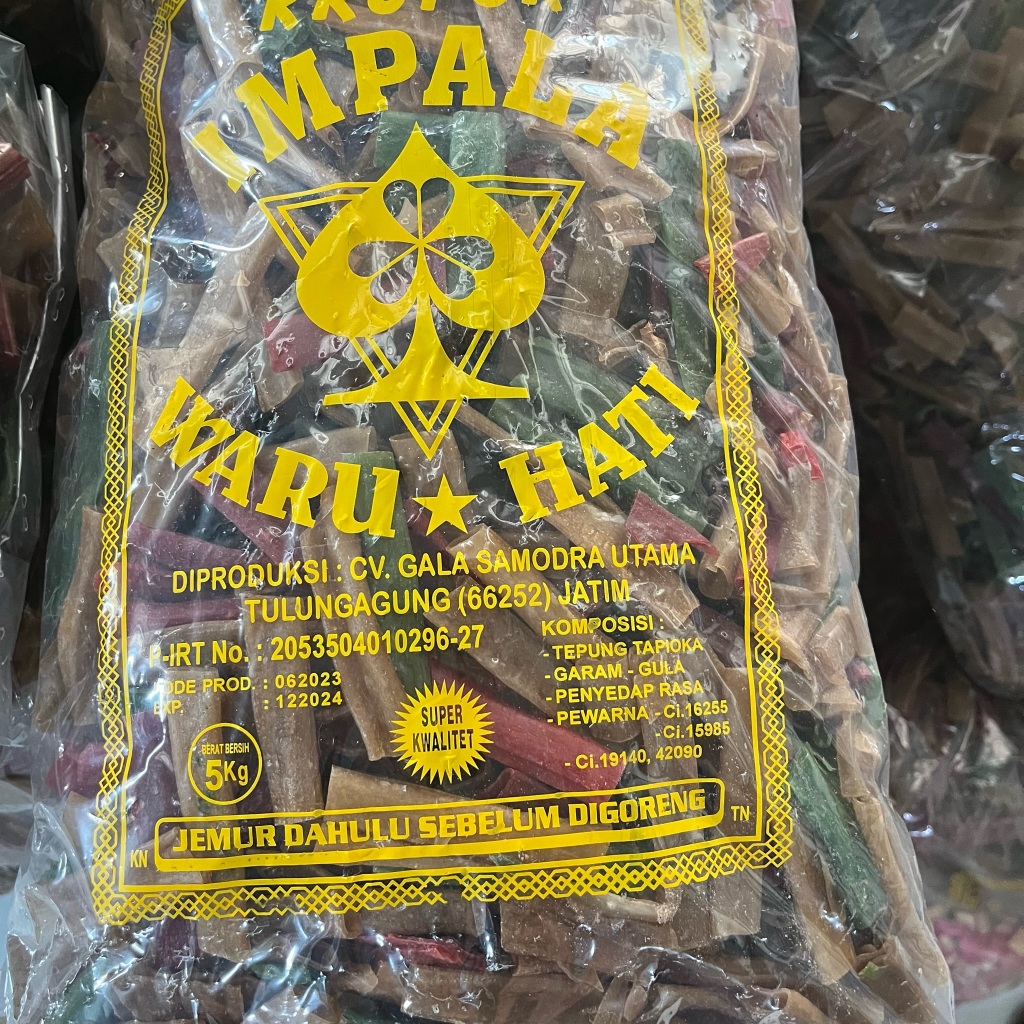 IMPALA
WARU ★ HATI
DIPRODUKSI : CV. GALA SAMODRA UTAMA
TULUNGAGUNG (66252) JATIM
P-IRT No. : 2053504010296-27
KODE PROD. : 062023
EXP. : 122024
BERAT BERSIH
5Kg
SUPER
KWALITET
KOMPOSISI :
- TEPUNG TAPIOKA
- GARAM - GULA
- PENYEDAP RASA
- PEWARNA - Ci.16255
- Ci.15985
- Ci.19140, 42090
KN
JEMUR DAHULU SEBELUM DIGORENG
TN